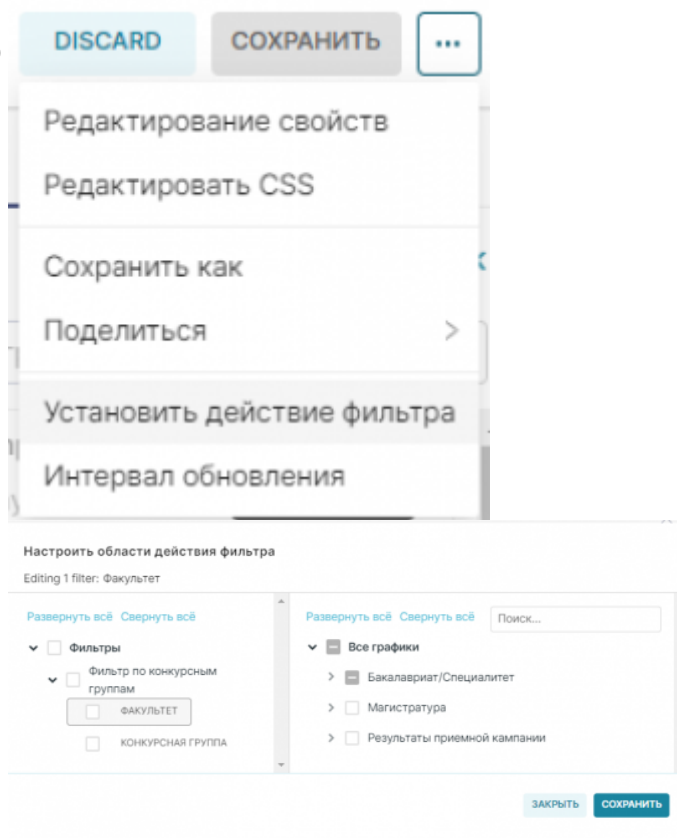 DISCARD СОХРАНИТЬ ...
Редактирование свойств
Редактировать CSS
Сохранить как
Поделиться
Установить действие фильтра
Интервал обновления
Настроить области действия фильтра
Editing 1 filter: Факультет
Развернуть всё Свернуть всё
Фильтры
Фильтр по конкурсным
группам
ФАКУЛЬТЕТ
КОНКУРСНАЯ ГРУППА
Развернуть всё Свернуть всё Поиск...
Все графики
Бакалавриат/Специалитет
Магистратура
Результаты приемной кампании
ЗАКРЫТЬ СОХРАНИТЬ